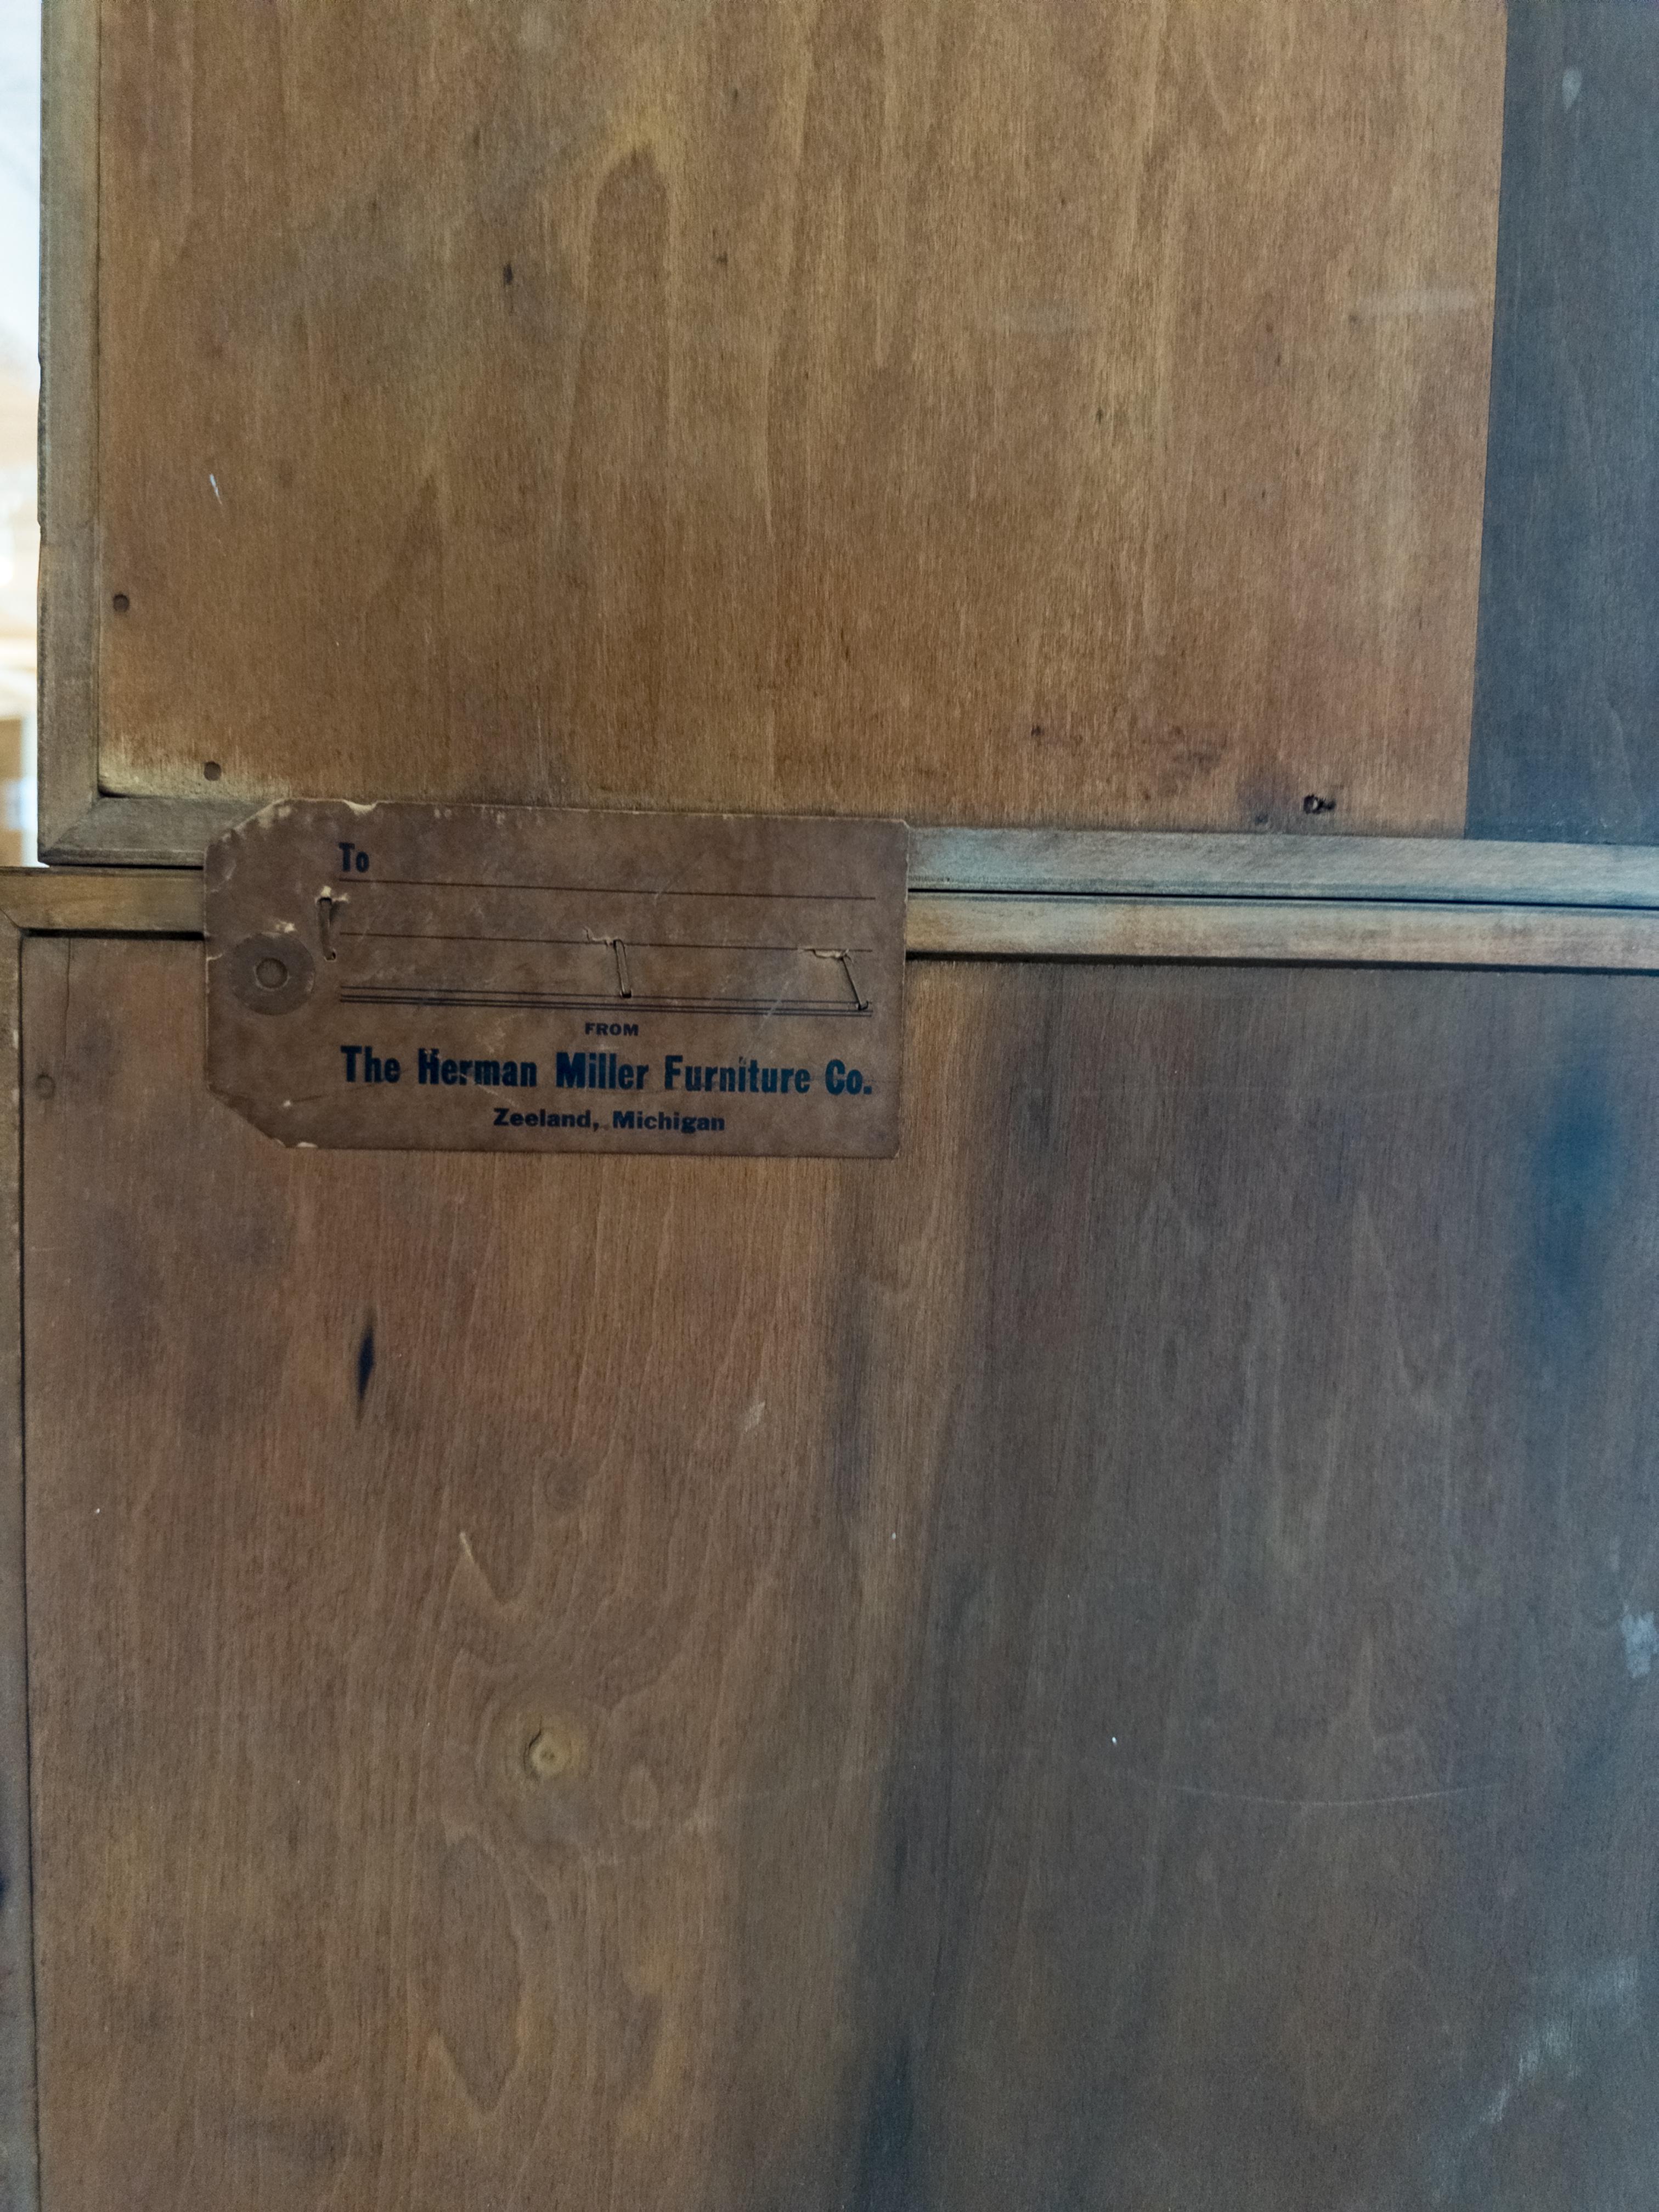 To
FROM
The Herman Miller Furniture Co.
Zeeland, Michigan